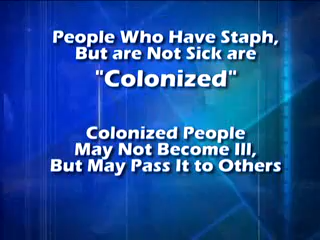 People Who Have Staph,
But are Not Sick are
"Colonized"
Colonized People
May Not Become Ill,
But May Pass It to Others